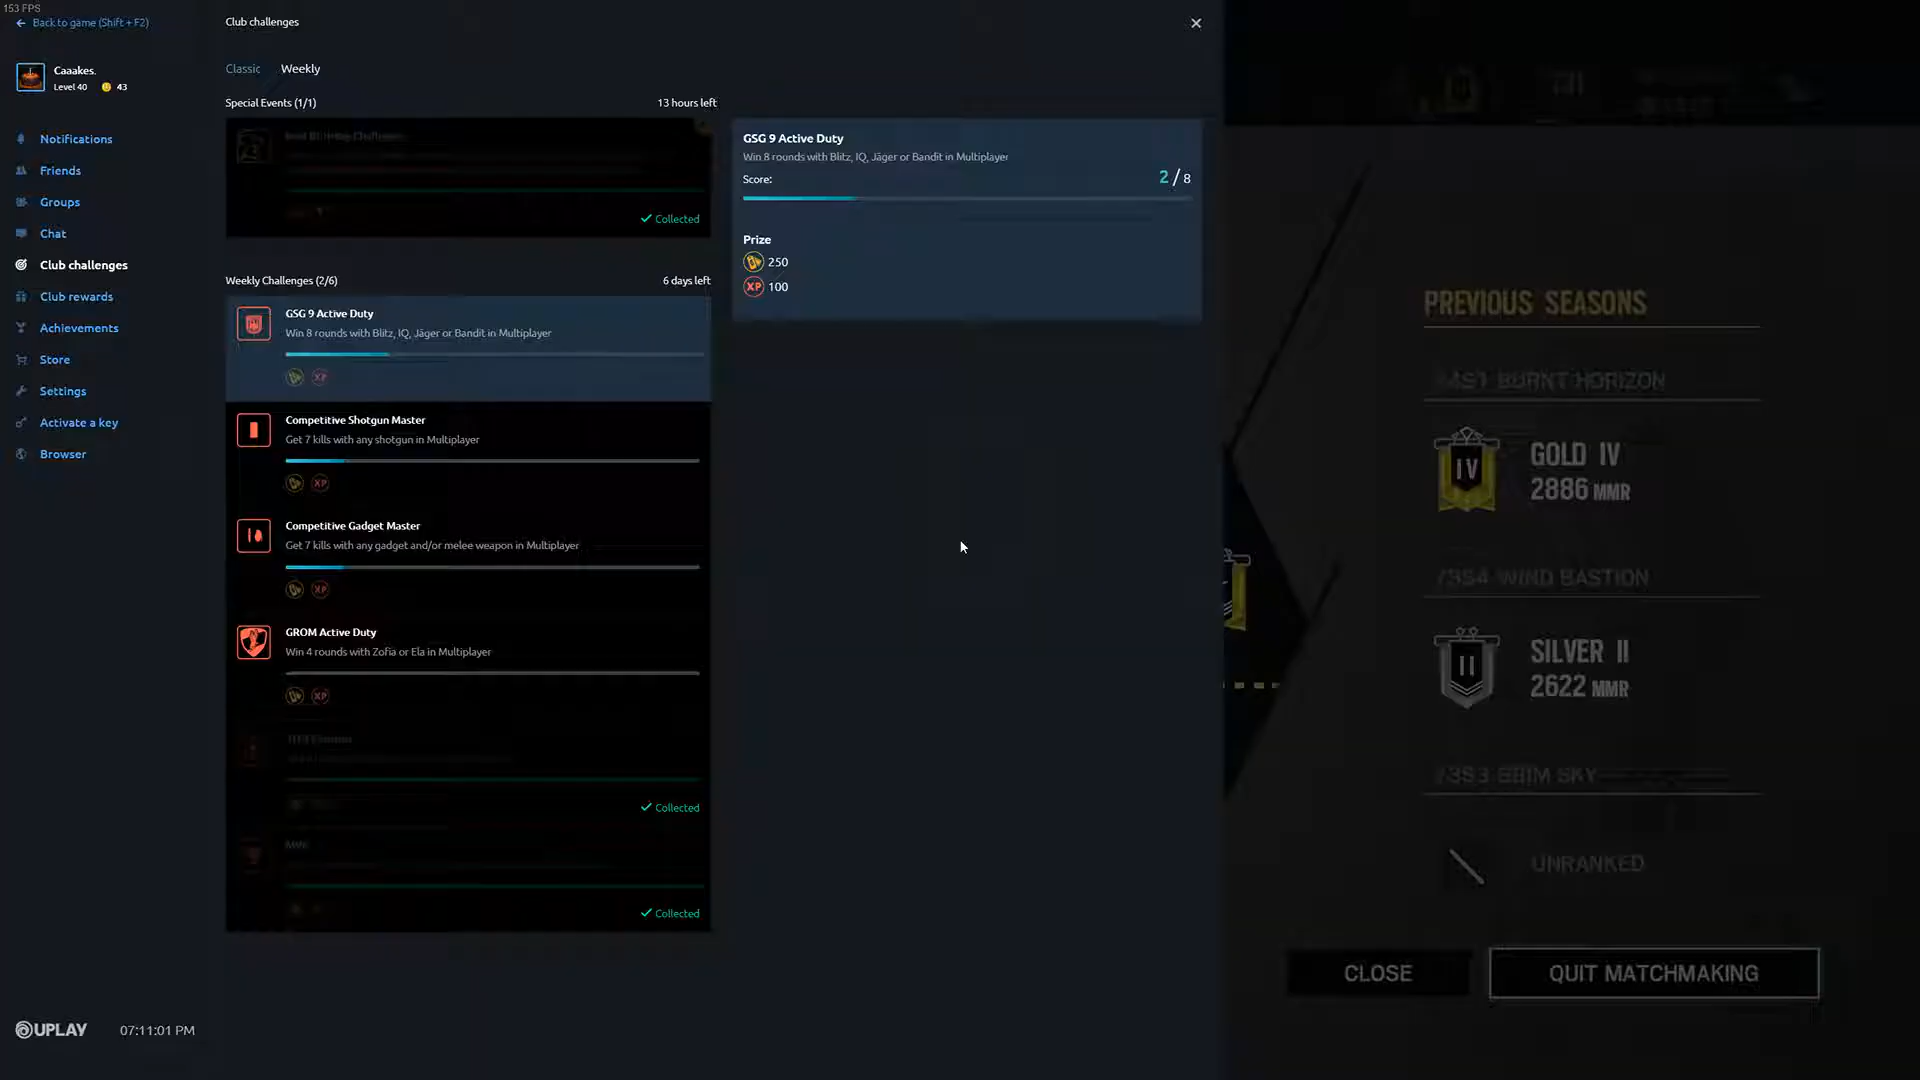 153 FPS
Back to game (Shift + F2)
Club challenges
Caaakes.
Level 40
43
Classic
Weekly
Special Events (1/1)
13 hours left
Collected
GSG 9 Active Duty
Win 8 rounds with Blitz, IQ, Jäger or Bandit in Multiplayer
Score:
2 / 8
Prize
250
XP 100
Notifications
Friends
Groups
Chat
Club challenges
Club rewards
Achievements
Store
Settings
Activate a key
Browser
Weekly Challenges (2/6)
6 days left
GSG 9 Active Duty
Win 8 rounds with Blitz, IQ, Jäger or Bandit in Multiplayer
XP
Competitive Shotgun Master
Get 7 kills with any shotgun in Multiplayer
XP
Competitive Gadget Master
Get 7 kills with any gadget and/or melee weapon in Multiplayer
XP
GROM Active Duty
Win 4 rounds with Zofia or Ela in Multiplayer
XP
Collected
Collected
PREVIOUS SEASONS
BURNT HORIZON
IV
GOLD IV
2886 MMR
WIND BASTION
II
SILVER II
2622 MMR
GRIM SKY
UNRANKED
CLOSE
QUIT MATCHMAKING
UPLAY
07:11:01 PM